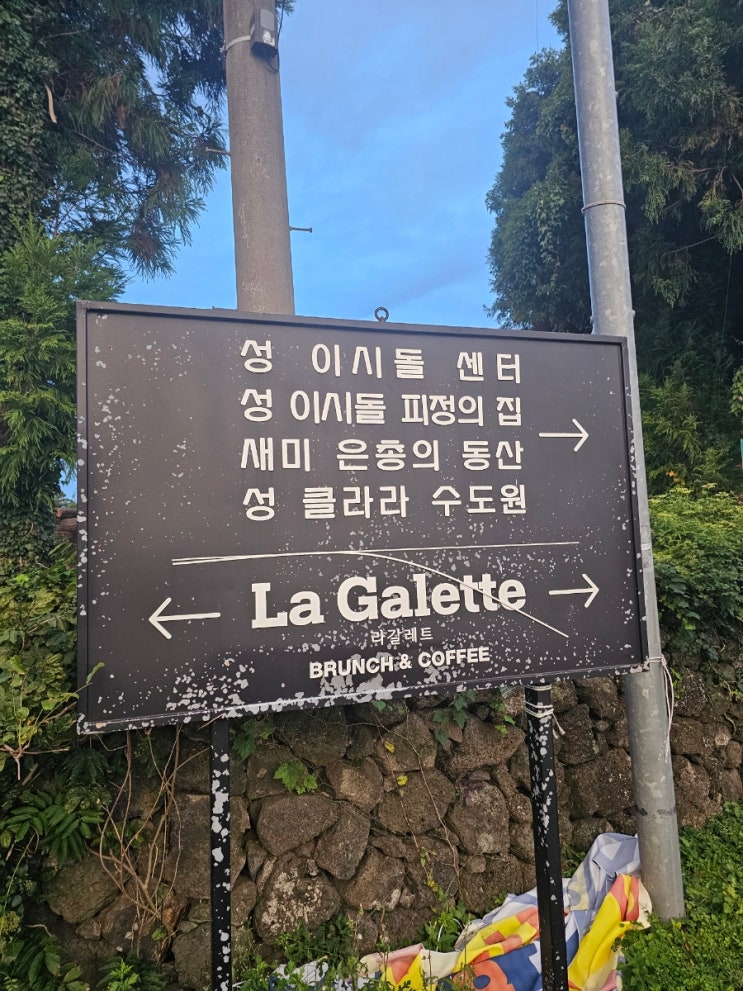 성 이시돌 센터
성 이시돌 피정의 집
새미 은총의 동산
성 클라라 수도원
La Galette
라갈레트
BRUNCH & COFFEE